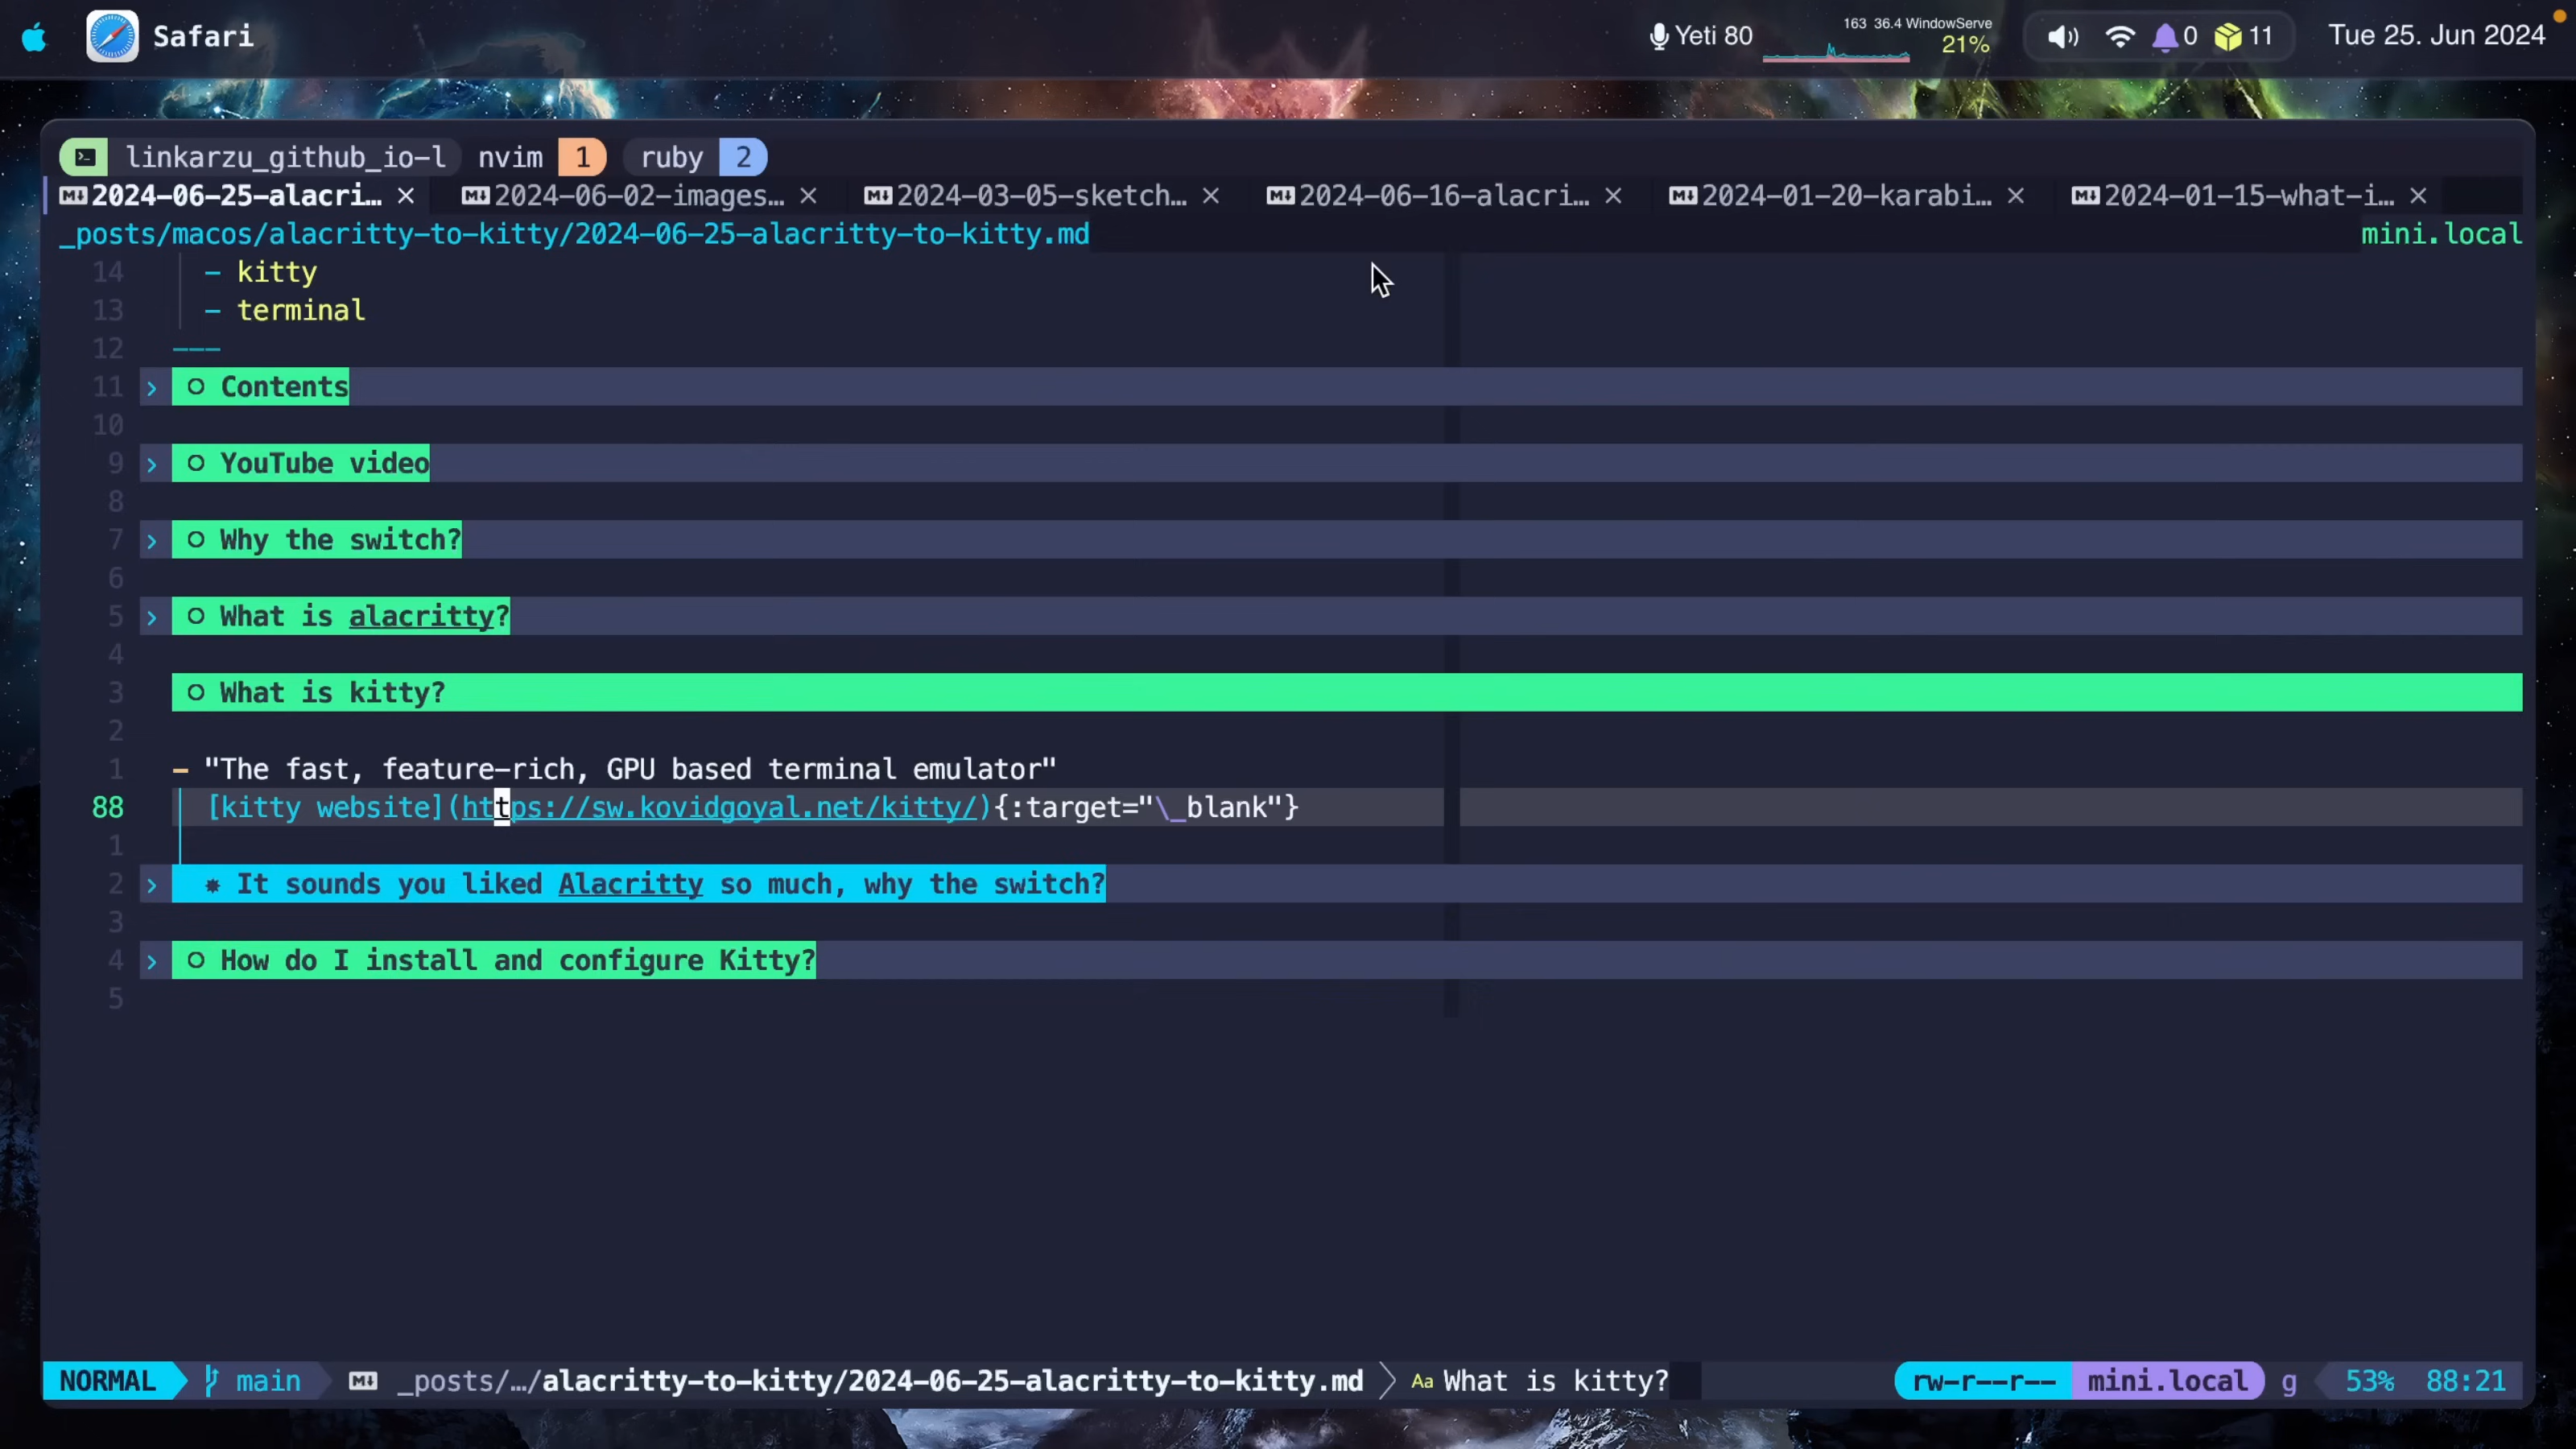 Safari Yeti 80 163 36.4 WindowServe 21% 0 11 Tue 25. Jun 2024
linkarzu_github_io-l nvim 1 ruby 2
2024-06-25-alacri… × 2024-06-02-images… × 2024-03-05-sketch… × 2024-06-16-alacri… × 2024-01-20-karabi… × 2024-01-15-what-i… ×
_posts/macos/alacritty-to-kitty/2024-06-25-alacritty-to-kitty.md mini.local
14 - kitty
13 - terminal
12 ---
11 Contents
10
9 YouTube video
8
7 Why the switch?
6
5 What is alacritty?
4
3 What is kitty?
2
1 - "The fast, feature-rich, GPU based terminal emulator"
88 [kitty website](https://sw.kovidgoyal.net/kitty/){:target="\_blank"}
1
2 It sounds you liked Alacritty so much, why the switch?
3
4 How do I install and configure Kitty?
5
NORMAL main _posts/…/alacritty-to-kitty/2024-06-25-alacritty-to-kitty.md Aa What is kitty? rw-r--r-- mini.local g 53% 88:21